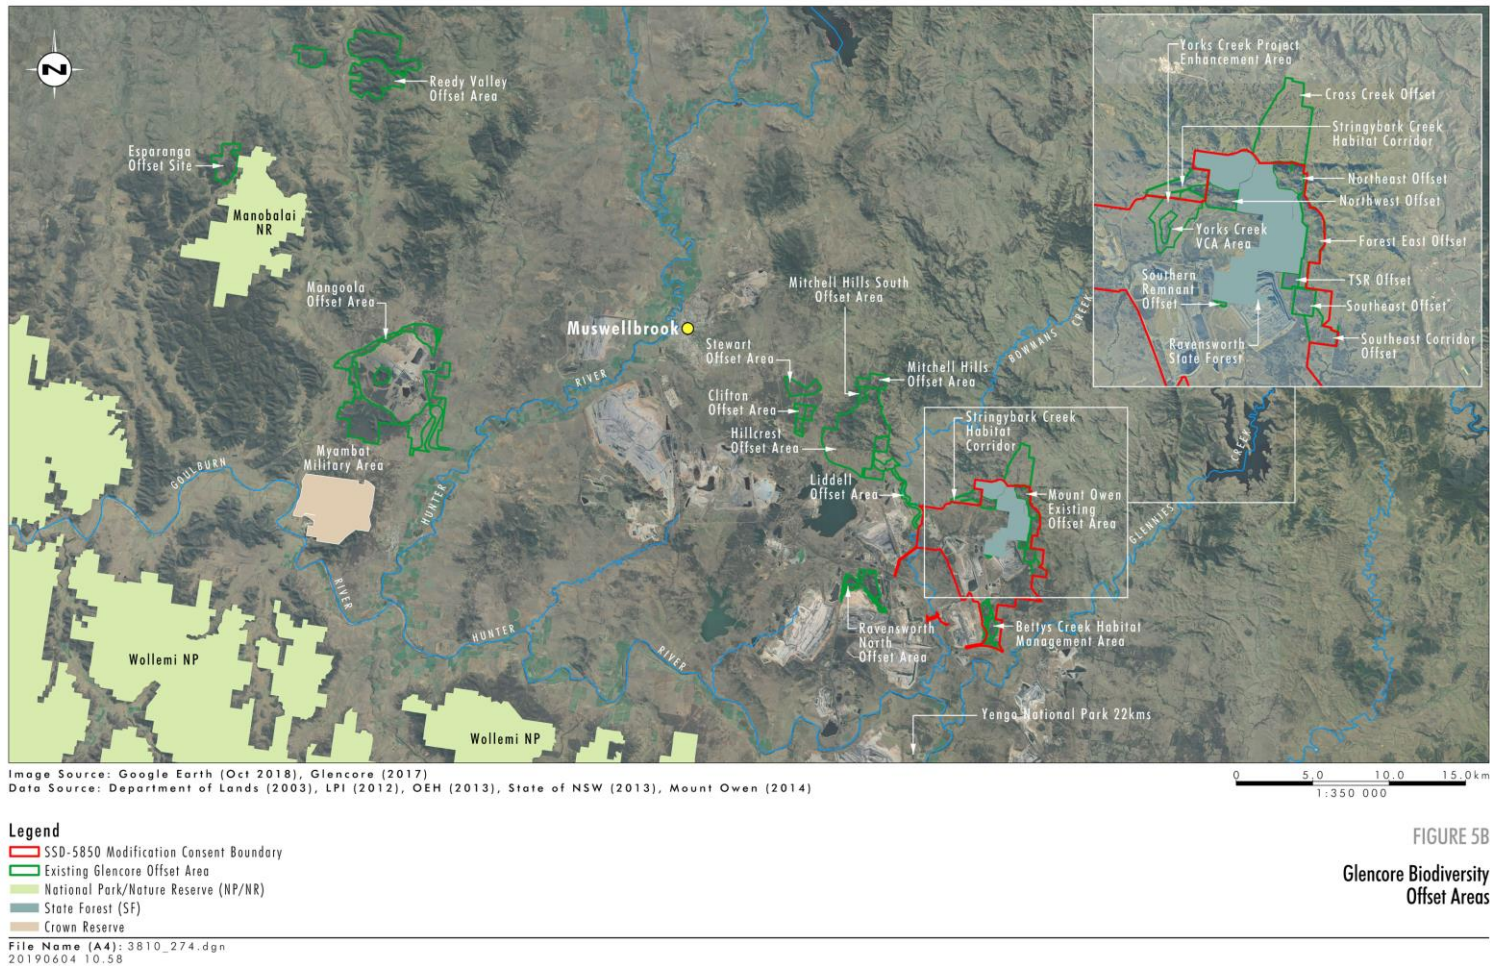 N
Reedy Valley
Offset Area
Esparanga
Offset Site
Manobalai
NR
Mangoola
Offset Area
Muswellbrook
Mitchell Hills South
Offset Area
Stewart
Offset Area
Mitchell Hills
Offset Area
Clifton
Offset Area
Hillcrest
Offset Area
Liddell
Offset Area
Stringybark Creek
Habitat
Corridor
Mount Owen
Existing
Offset Area
Myambat
Military Area
GOULBURN
RIVER
HUNTER
RIVER
HUNTER
RIVER
BOWMANS
CREEK
GLENNIES
CREEK
Wollemi NP
Wollemi NP
Ravensworth
North
Offset Area
Bettys Creek Habitat
Management Area
Yengo National Park 22kms
Yorks Creek Project
Enhancement Area
Cross Creek Offset
Stringybark Creek
Habitat Corridor
Northeast Offset
Northwest Offset
Yorks Creek
VCA Area
Forest East Offset
Southern
Remnant
Offset
TSR Offset
Southeast Offset
Ravensworth
State Forest
Southeast Corridor
Offset
Image Source: Google Earth (Oct 2018), Glencore (2017)
Data Source: Department of Lands (2003), LPI (2012), OEH (2013), State of NSW (2013), Mount Owen (2014)
0 5.0 10.0 15.0km
1:350 000
Legend
SSD-5850 Modification Consent Boundary
Existing Glencore Offset Area
National Park/Nature Reserve (NP/NR)
State Forest (SF)
Crown Reserve
FIGURE 5B
Glencore Biodiversity
Offset Areas
File Name (A4): 3810_274.dgn
20190604 10.58